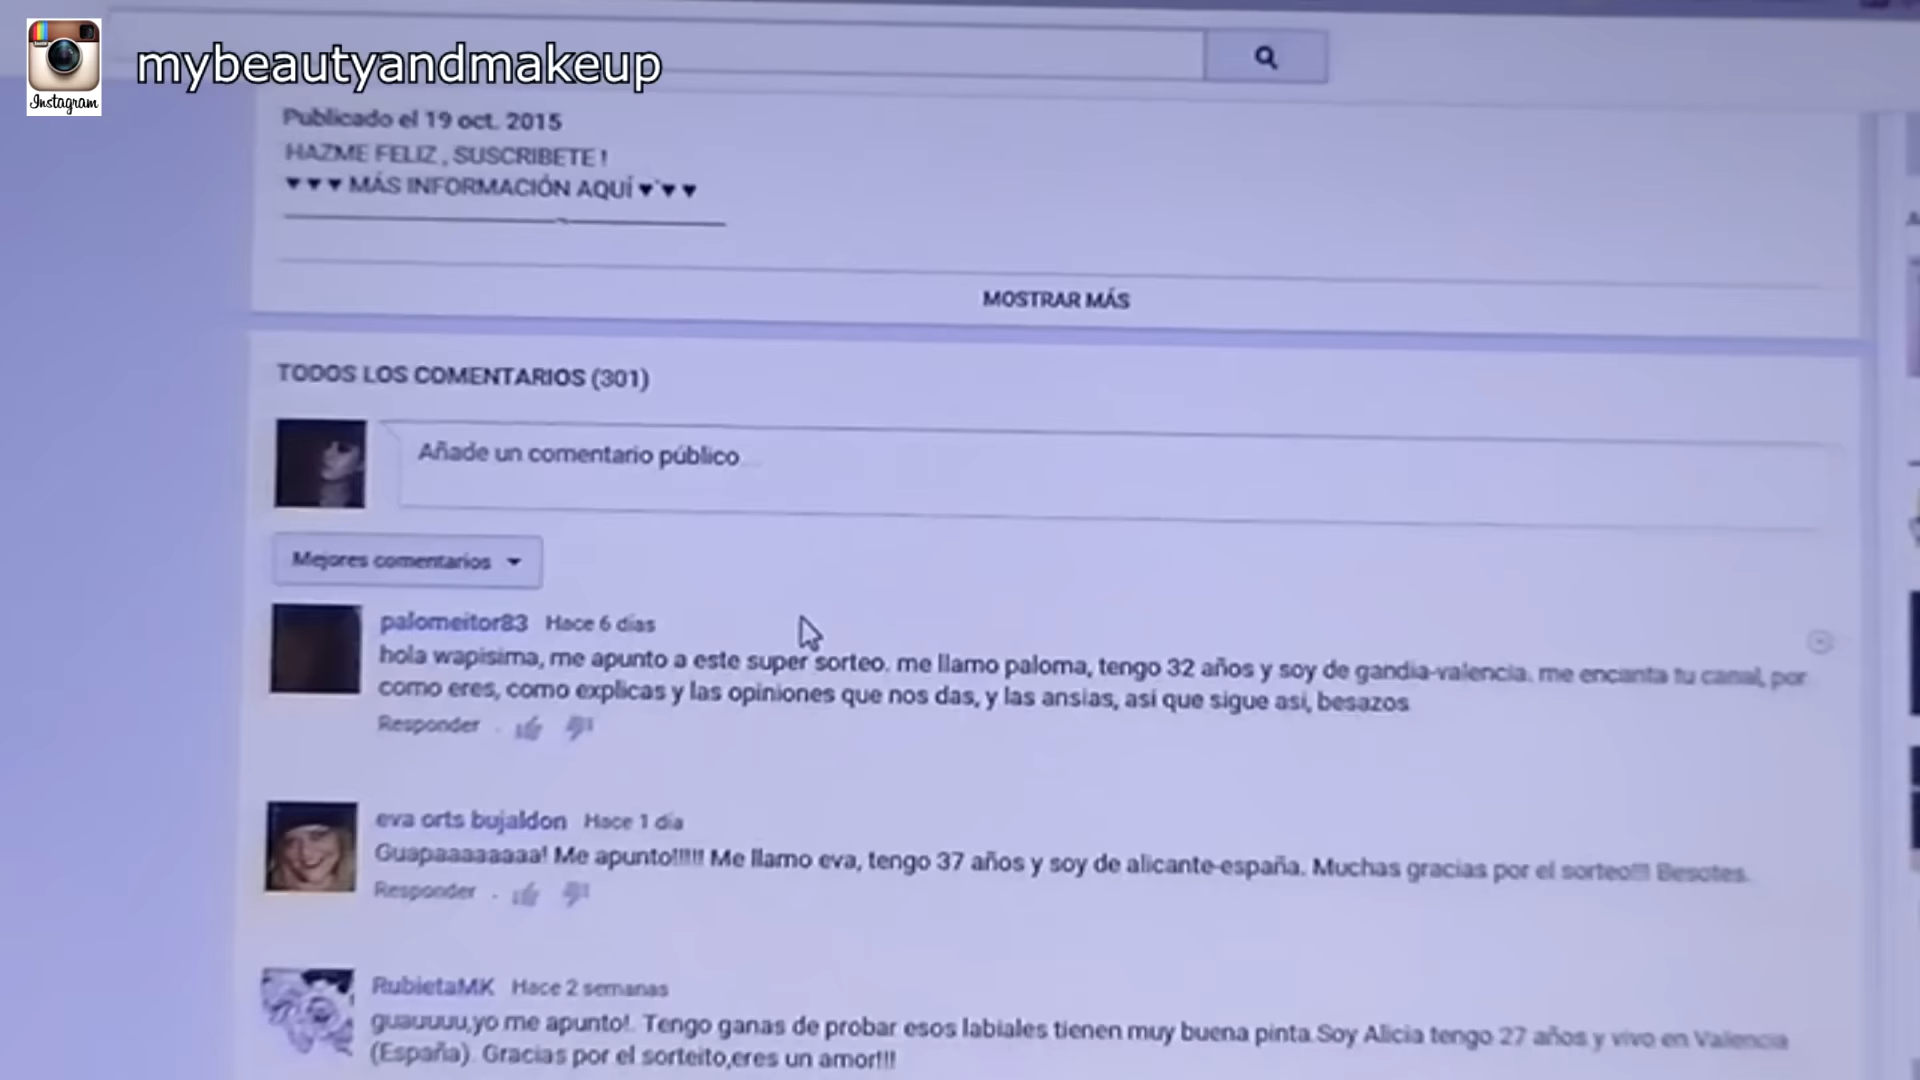 Instagram
mybeautyandmakeup
Publicado el 19 oct. 2015
HAZME FELIZ , SUSCRIBETE !
♥♥♥ MÁS INFORMACIÓN AQUÍ ♥♥♥
MOSTRAR MÁS
TODOS LOS COMENTARIOS (301)
Añade un comentario público...
Mejores comentarios
palomeitor83 Hace 6 días
hola wapisima, me apunto a este super sorteo. me llamo paloma, tengo 32 años y soy de gandia-valencia. me encanta tu canal, por
como eres, como explicas y las opiniones que nos das, y las ansias, asi que sigue asi, besazos
Responder
eva orts bujaldon Hace 1 día
Guapaaaaaaaa! Me apunto!!!!! Me llamo eva, tengo 37 años y soy de alicante-españa. Muchas gracias por el sorteo!!! Besotes.
Responder
RubietaMK Hace 2 semanas
guauuuu,yo me apunto!. Tengo ganas de probar esos labiales tienen muy buena pinta.Soy Alicia tengo 27 años y vivo en Valencia
(España). Gracias por el sorteito,eres un amor!!!